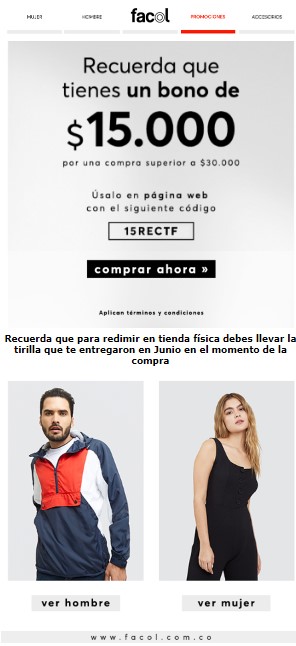 MUJER
HOMBRE
facol
PROMOCIONES
ACCESORIOS
Recuerda que
tienes un bono de
$15.000
por una compra superior a $30.000
Úsalo en página web
con el siguiente código
15RECTF
comprar ahora »
Aplican términos y condiciones
Recuerda que para redimir en tienda física debes llevar la
tirilla que te entregaron en Junio en el momento de la
compra
ver hombre
ver mujer
www.facol.com.co